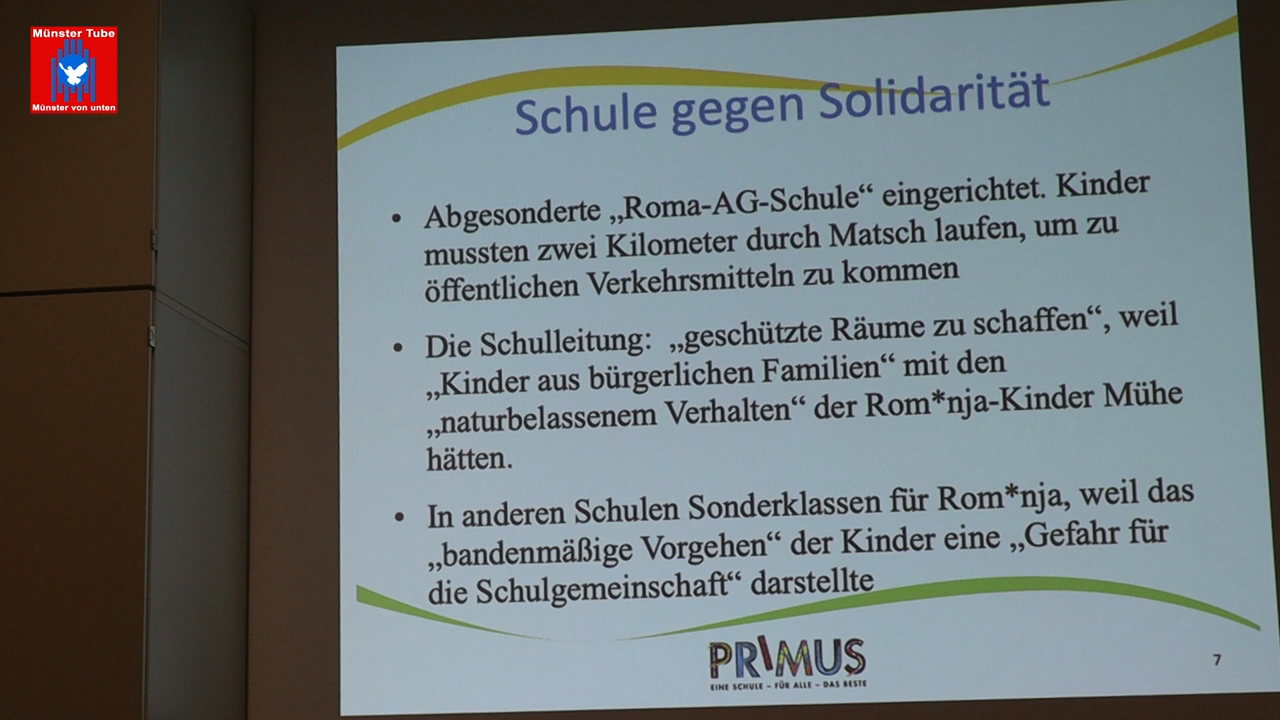 Münster Tube
Münster von unten
Schule gegen Solidarität
• Abgesonderte „Roma-AG-Schule“ eingerichtet. Kinder
mussten zwei Kilometer durch Matsch laufen, um zu
öffentlichen Verkehrsmitteln zu kommen
• Die Schulleitung: „geschützte Räume zu schaffen“, weil
„Kinder aus bürgerlichen Familien“ mit den
„naturbelassenem Verhalten“ der Rom*nja-Kinder Mühe
hätten.
• In anderen Schulen Sonderklassen für Rom*nja, weil das
„bandenmäßige Vorgehen“ der Kinder eine „Gefahr für
die Schulgemeinschaft“ darstellte
PRIMUS
EINE SCHULE – FÜR ALLE – DAS BESTE
7